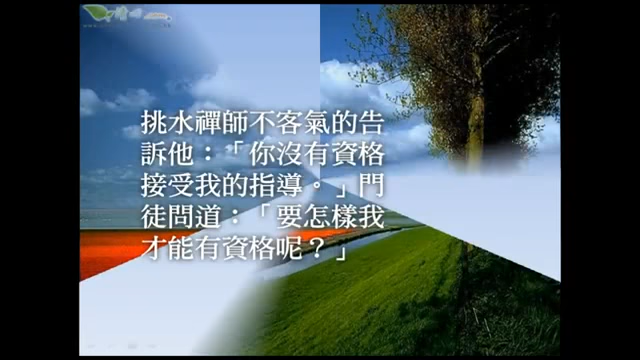 挑水禪師不客氣的告
訴他：「你沒有資格
接受我的指導。」門
徒問道：「要怎樣我
才能有資格呢？」